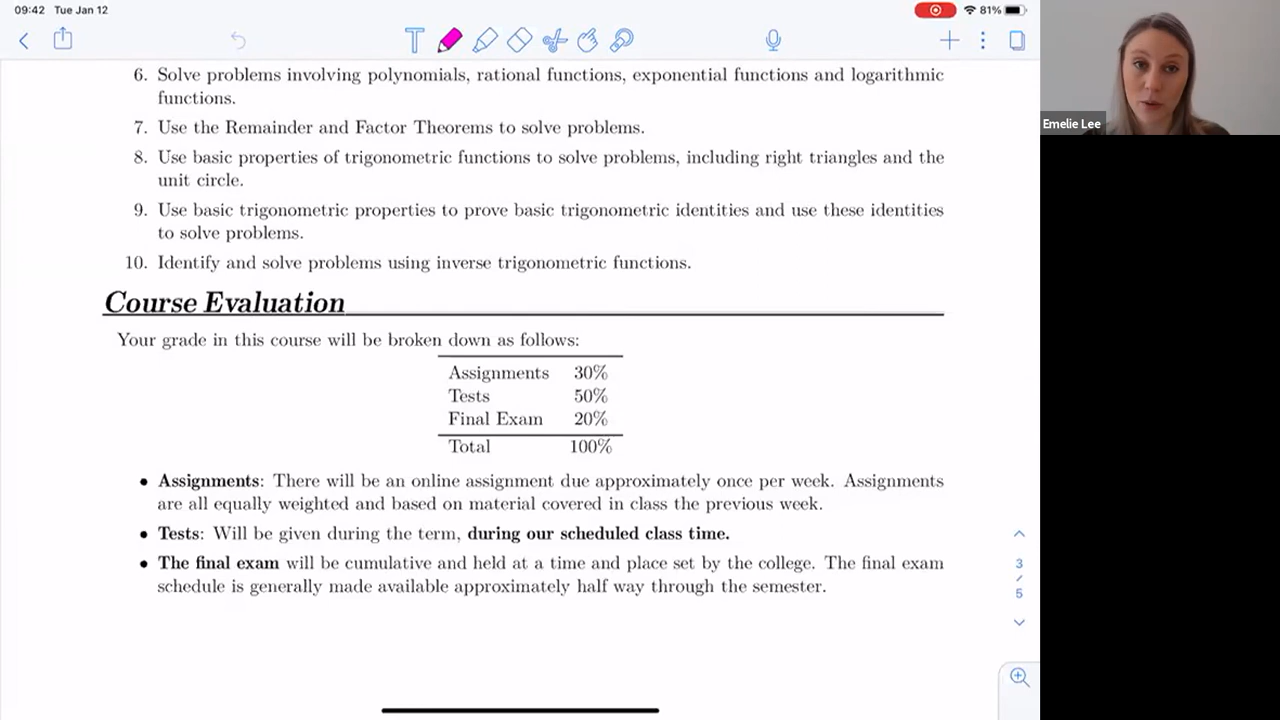 09:42 Tue Jan 12
81%
T
6. Solve problems involving polynomials, rational functions, exponential functions and logarithmic
functions.
7. Use the Remainder and Factor Theorems to solve problems.
8. Use basic properties of trigonometric functions to solve problems, including right triangles and the
unit circle.
9. Use basic trigonometric properties to prove basic trigonometric identities and use these identities
to solve problems.
10. Identify and solve problems using inverse trigonometric functions.
Course Evaluation
Your grade in this course will be broken down as follows:
Assignments 30%
Tests 50%
Final Exam 20%
Total 100%
• Assignments: There will be an online assignment due approximately once per week. Assignments
are all equally weighted and based on material covered in class the previous week.
• Tests: Will be given during the term, during our scheduled class time.
• The final exam will be cumulative and held at a time and place set by the college. The final exam
schedule is generally made available approximately half way through the semester.
3
/
5
Emelie Lee